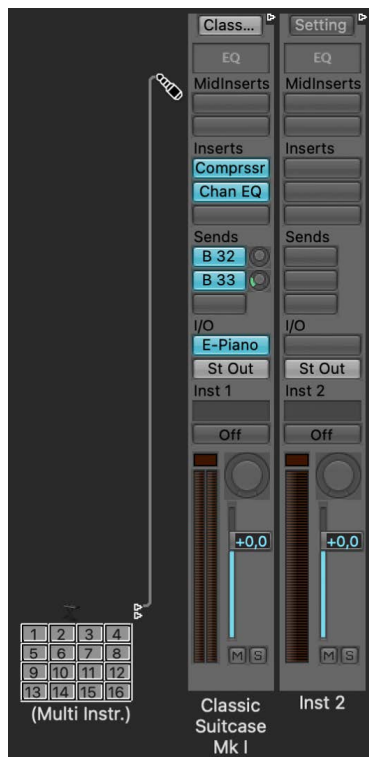 Class...
EQ
MidInserts
Inserts
Comprssr
Chan EQ
Sends
B 32
B 33
I/O
E-Piano
St Out
Inst 1
Off
+0,0
M S
Classic
Suitcase
Mk I
Setting
EQ
MidInserts
Inserts
Sends
I/O
St Out
Inst 2
Off
+0,0
M S
Inst 2
1 2 3 4
5 6 7 8
9 10 11 12
13 14 15 16
(Multi Instr.)